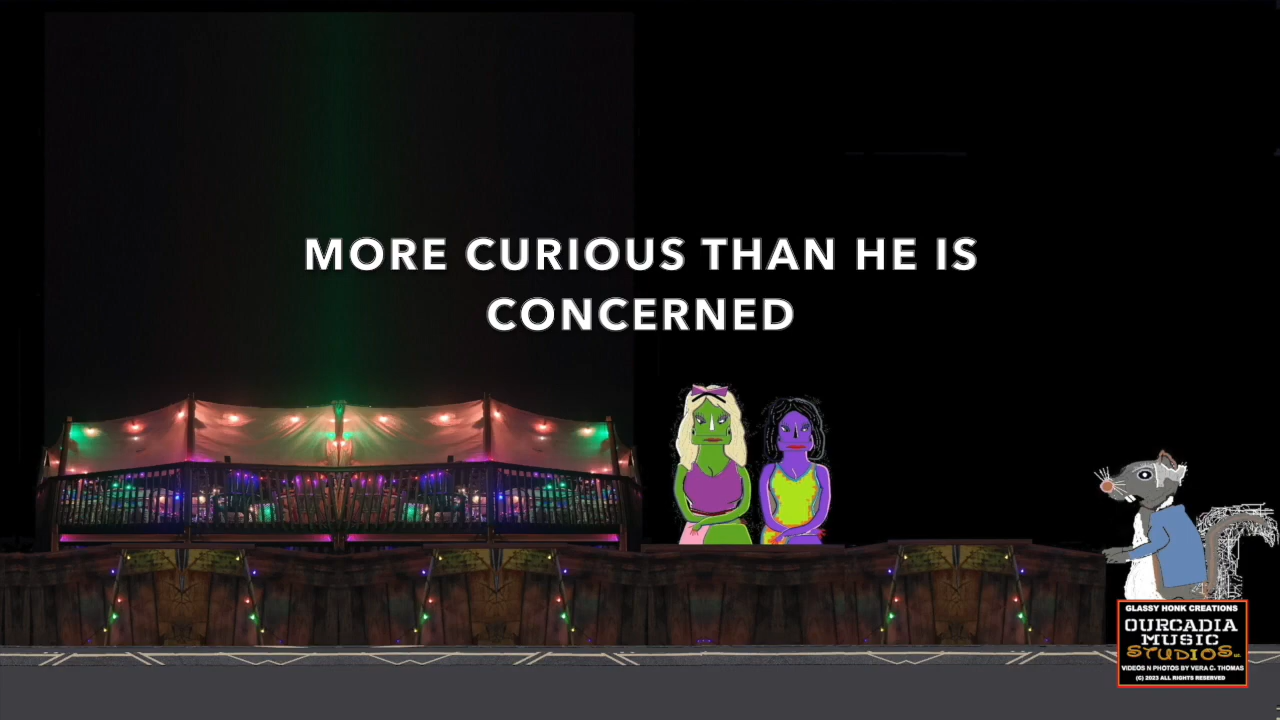 MORE CURIOUS THAN HE IS
CONCERNED
GLASSY HONK CREATIONS
OURCADIA
MUSIC
STUDIOS LLC.
VIDEOS N PHOTOS BY VERA C. THOMAS
(C) 2023 ALL RIGHTS RESERVED